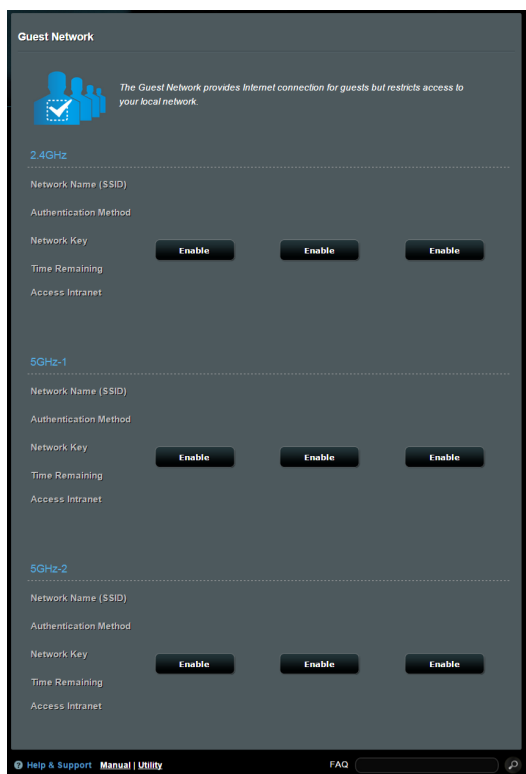 Guest Network
The Guest Network provides Internet connection for guests but restricts access to
your local network.
2.4GHz
Network Name (SSID)
Authentication Method
Network Key
Enable Enable Enable
Time Remaining
Access Intranet
5GHz-1
Network Name (SSID)
Authentication Method
Network Key
Enable Enable Enable
Time Remaining
Access Intranet
5GHz-2
Network Name (SSID)
Authentication Method
Network Key
Enable Enable Enable
Time Remaining
Access Intranet
? Help & Support Manual | Utility FAQ